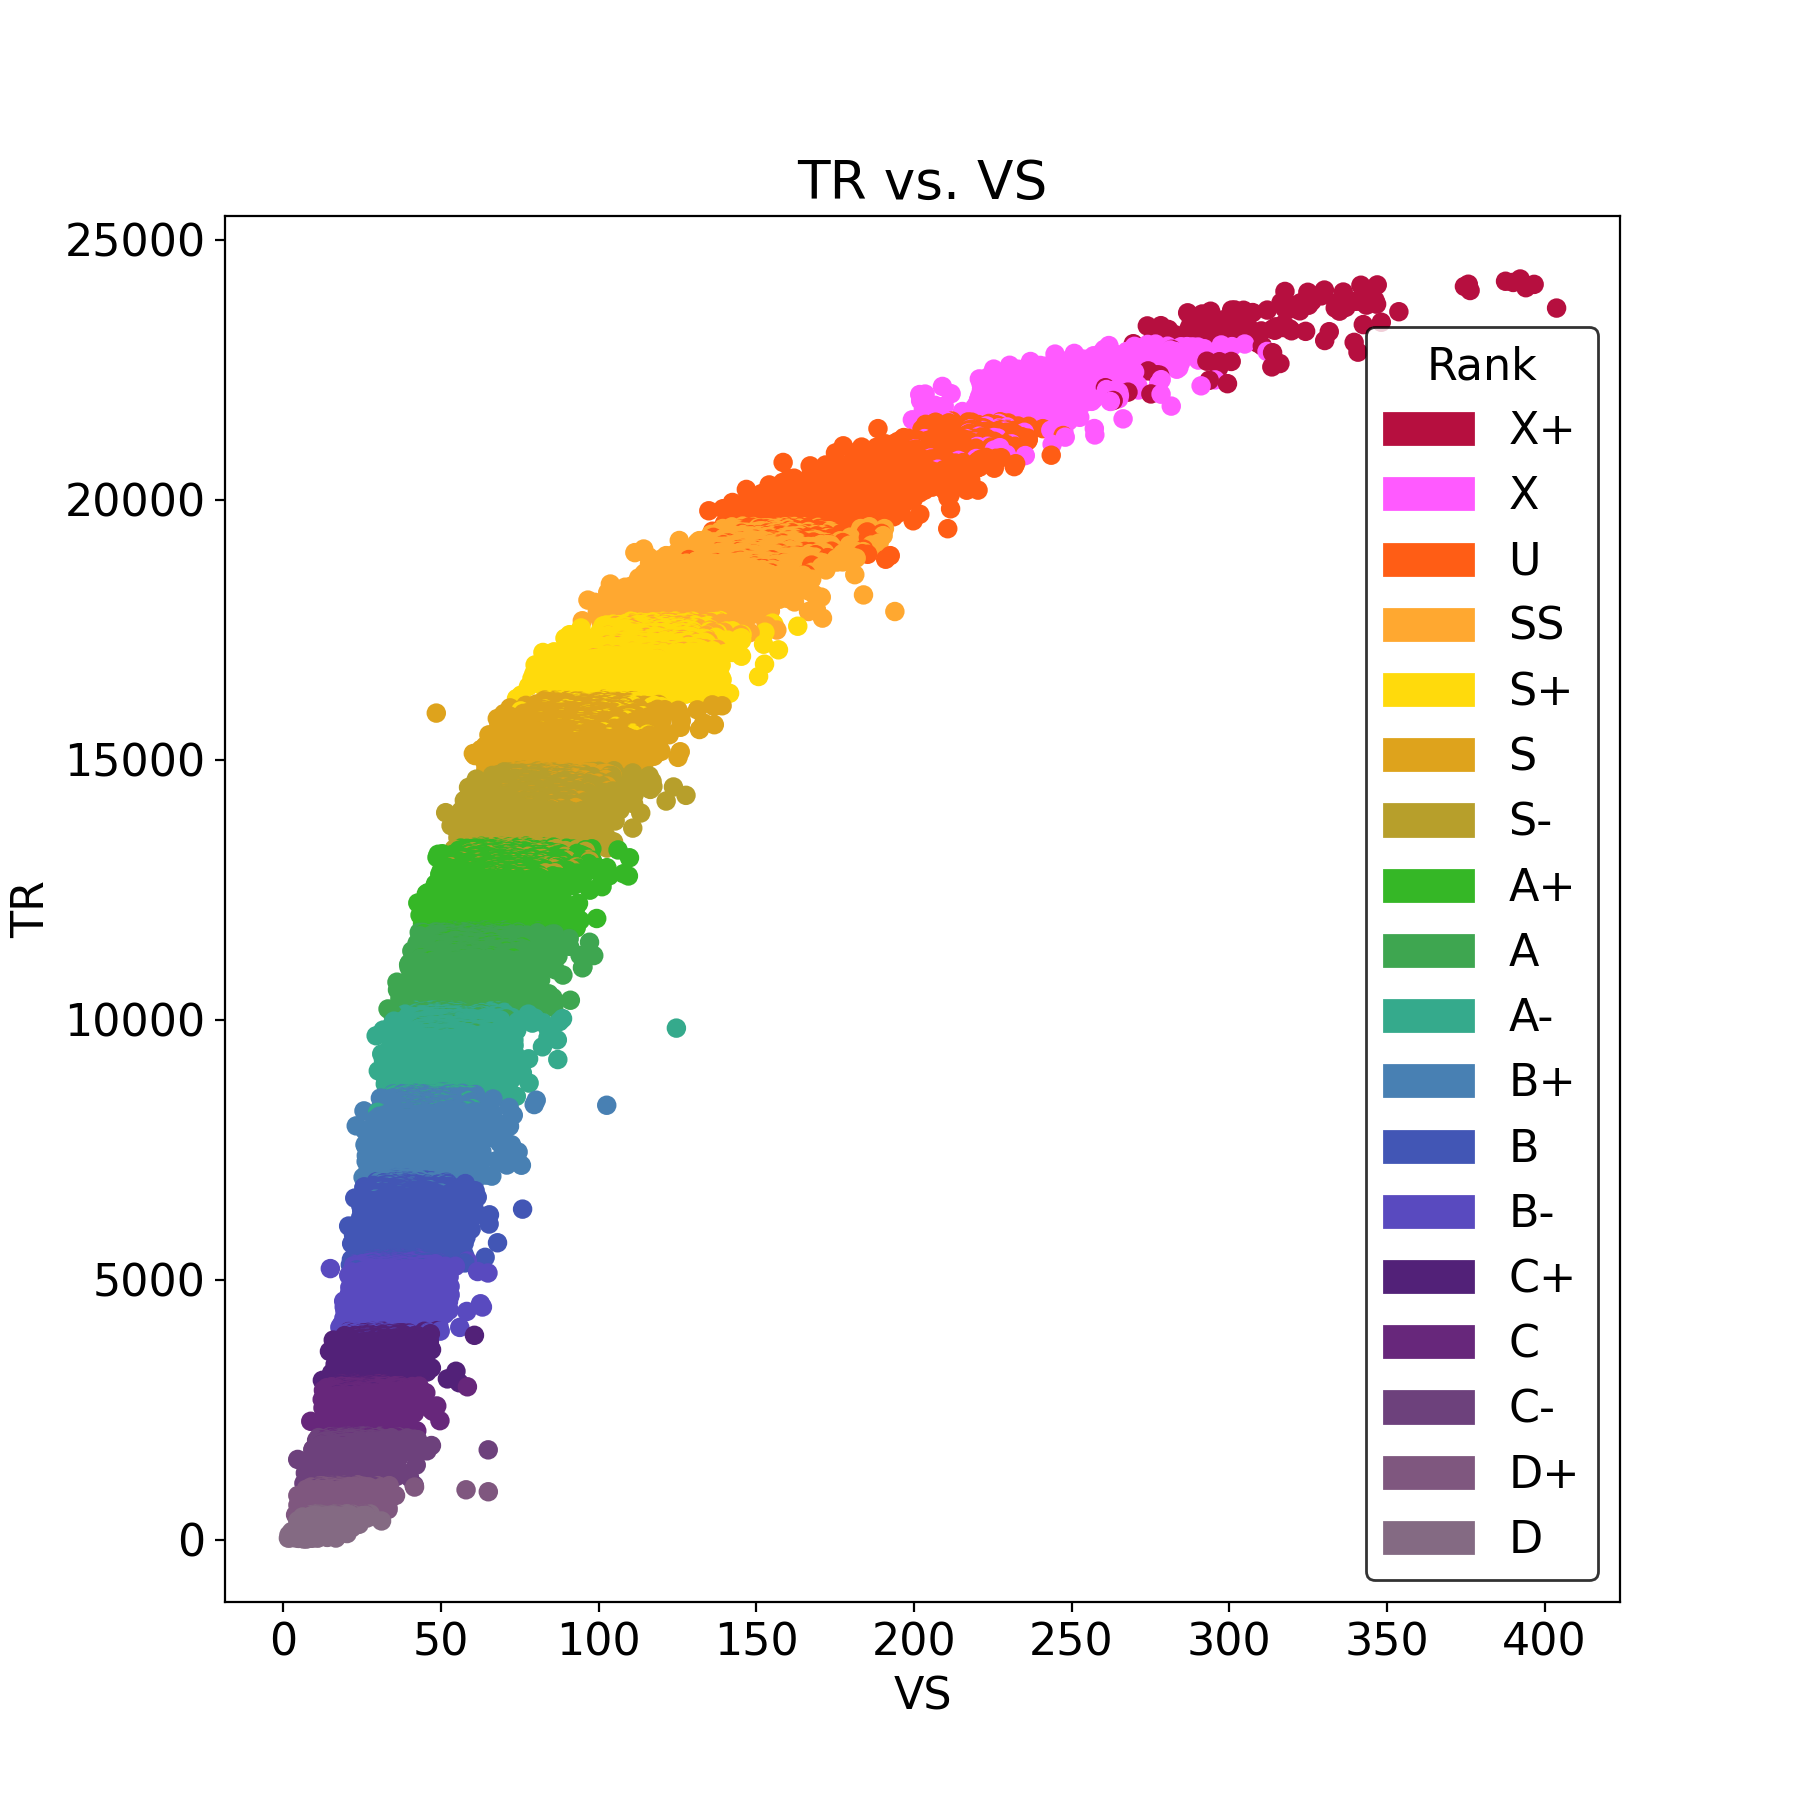 TR vs. VS
25000
20000
15000
10000
5000
0
TR
0 50 100 150 200 250 300 350 400
VS
Rank
X+
X
U
SS
S+
S
S-
A+
A
A-
B+
B
B-
C+
C
C-
D+
D